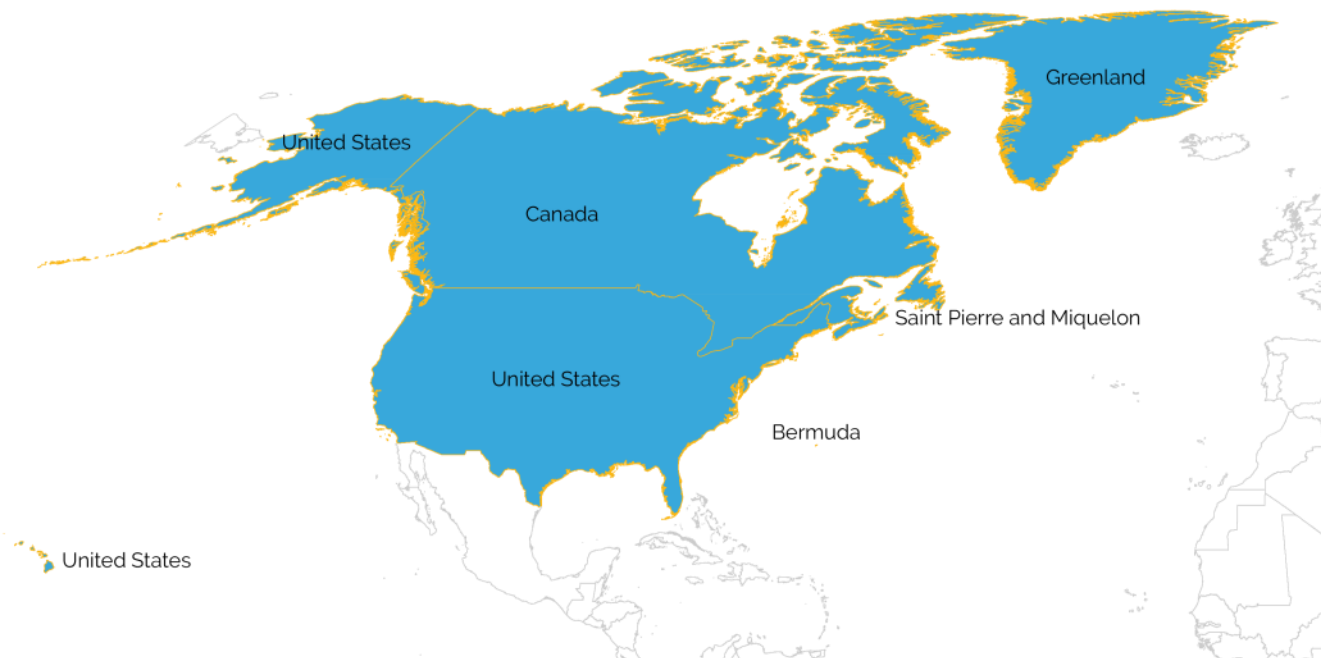 Greenland
United States
Canada
Saint Pierre and Miquelon
United States
Bermuda
United States